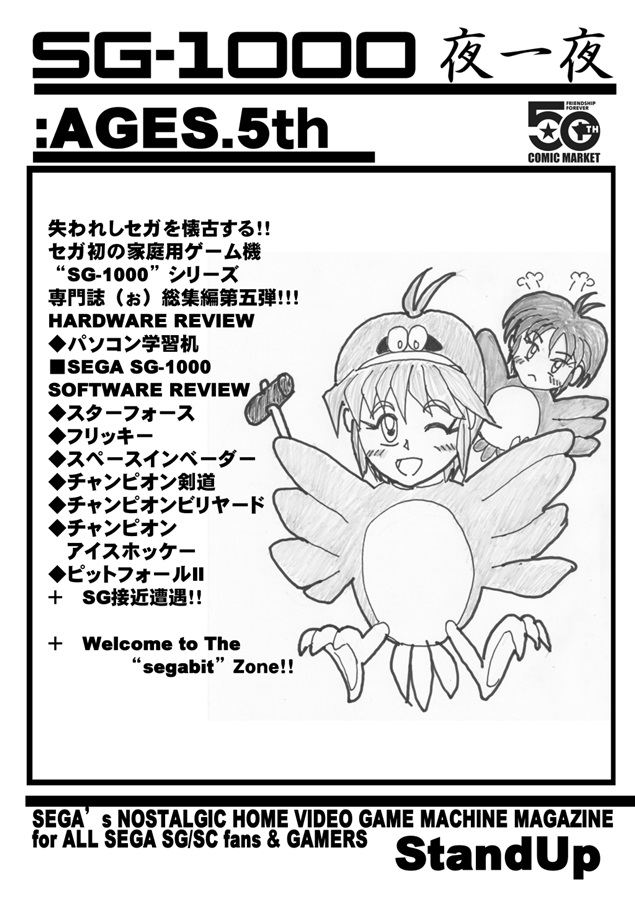 SG-1000 夜一夜
:AGES.5th
FRIENDSHIP
FOREVER
50TH
COMIC MARKET
失われしセガを懐古する!!
セガ初の家庭用ゲーム機
“SG-1000”シリーズ
専門誌（ぉ）総集編第五弾!!!
HARDWARE REVIEW
◆パソコン学習机
■SEGA SG-1000
SOFTWARE REVIEW
◆スターフォース
◆フリッキー
◆スペースインベーダー
◆チャンピオン剣道
◆チャンピオンビリヤード
◆チャンピオン
アイスホッケー
◆ピットフォールII
＋ SG接近遭遇!!
＋ Welcome to The
“segabit”Zone!!
SEGA’s NOSTALGIC HOME VIDEO GAME MACHINE MAGAZINE
for ALL SEGA SG/SC fans & GAMERS
StandUp